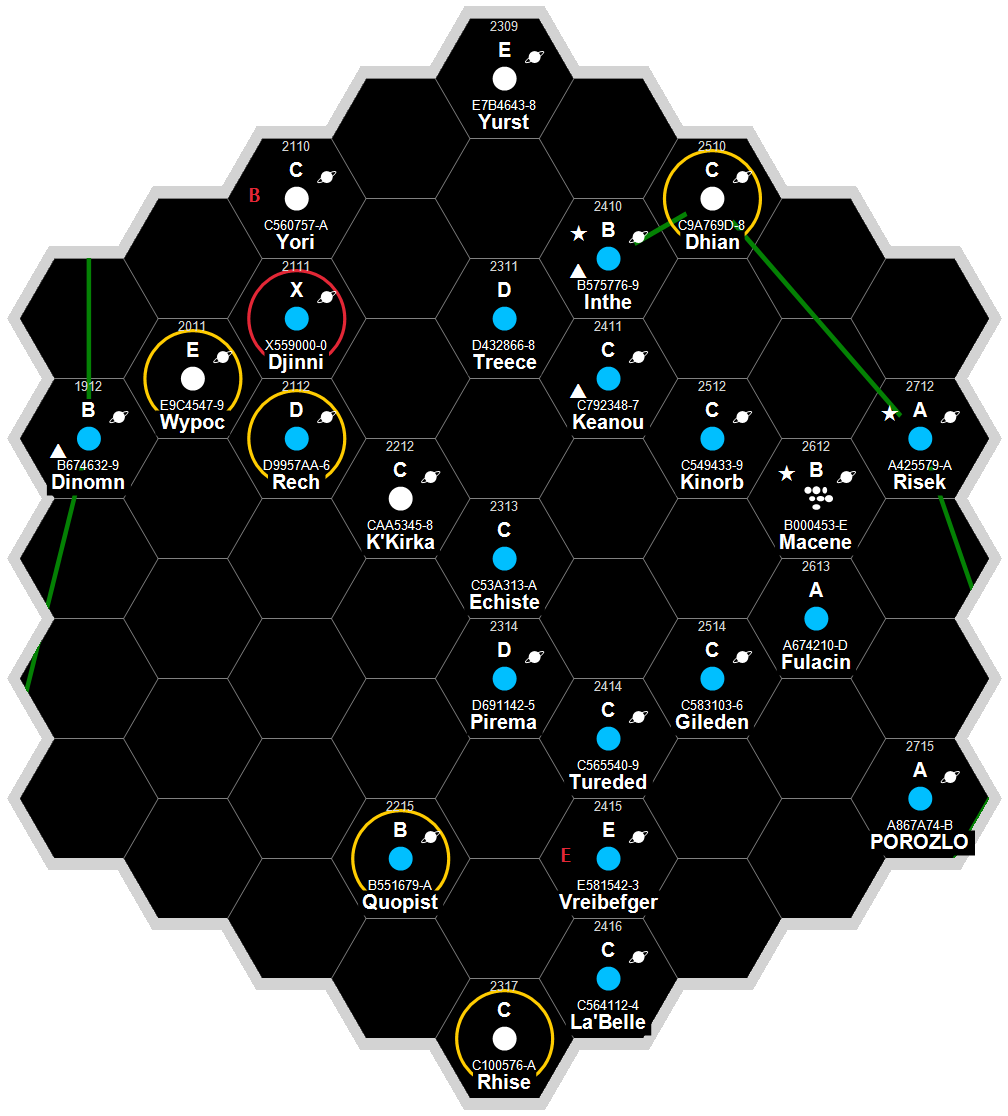 2309
E
E7B4643-8
Yurst
2110
C
B
C560757-A
Yori
2510
C
C9A769D-8
Dhian
2410
B
B575776-9
Inthe
2111
X
X559000-0
Djinni
2311
D
D432866-8
Treece
2011
E
E9C4547-9
Wypoc
2411
C
C792348-7
Keanou
1912
B
B674632-9
Dinomn
2112
D
D9957AA-6
Rech
2512
C
C549433-9
Kinorb
2712
A
A425579-A
Risek
2212
C
CAA5345-8
K'Kirka
2612
B
B000453-E
Macene
2313
C
C53A313-A
Echiste
2613
A
A674210-D
Fulacin
2314
D
D691142-5
Pirema
2514
C
C583103-6
Gileden
2414
C
C565540-9
Tureded
2715
A
A867A74-B
POROZLO
2215
B
B551679-A
Quopist
2415
E
E
E581542-3
Vreibefger
2416
C
C564112-4
La'Belle
2317
C
C100576-A
Rhise